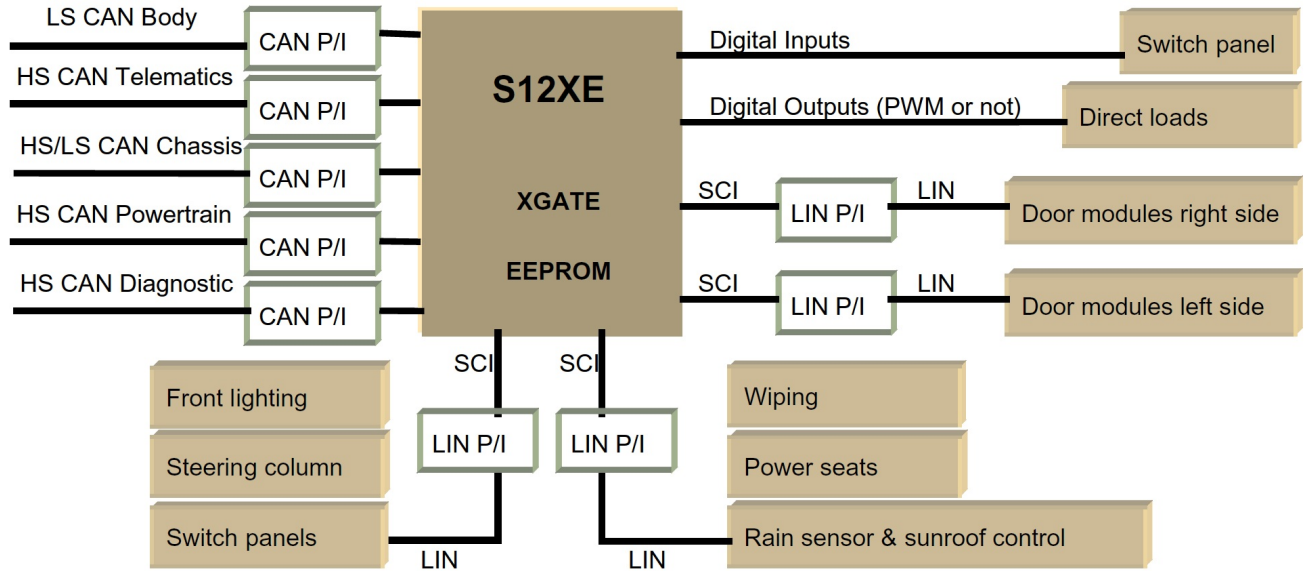 LS CAN Body
CAN P/I
HS CAN Telematics
CAN P/I
HS/LS CAN Chassis
CAN P/I
HS CAN Powertrain
CAN P/I
HS CAN Diagnostic
CAN P/I
S12XE
XGATE
EEPROM
Digital Inputs
Switch panel
Digital Outputs (PWM or not)
Direct loads
SCI
LIN P/I
LIN
Door modules right side
SCI
LIN P/I
LIN
Door modules left side
SCI
SCI
LIN P/I
LIN P/I
Front lighting
Steering column
Switch panels
LIN
LIN
Wiping
Power seats
Rain sensor & sunroof control